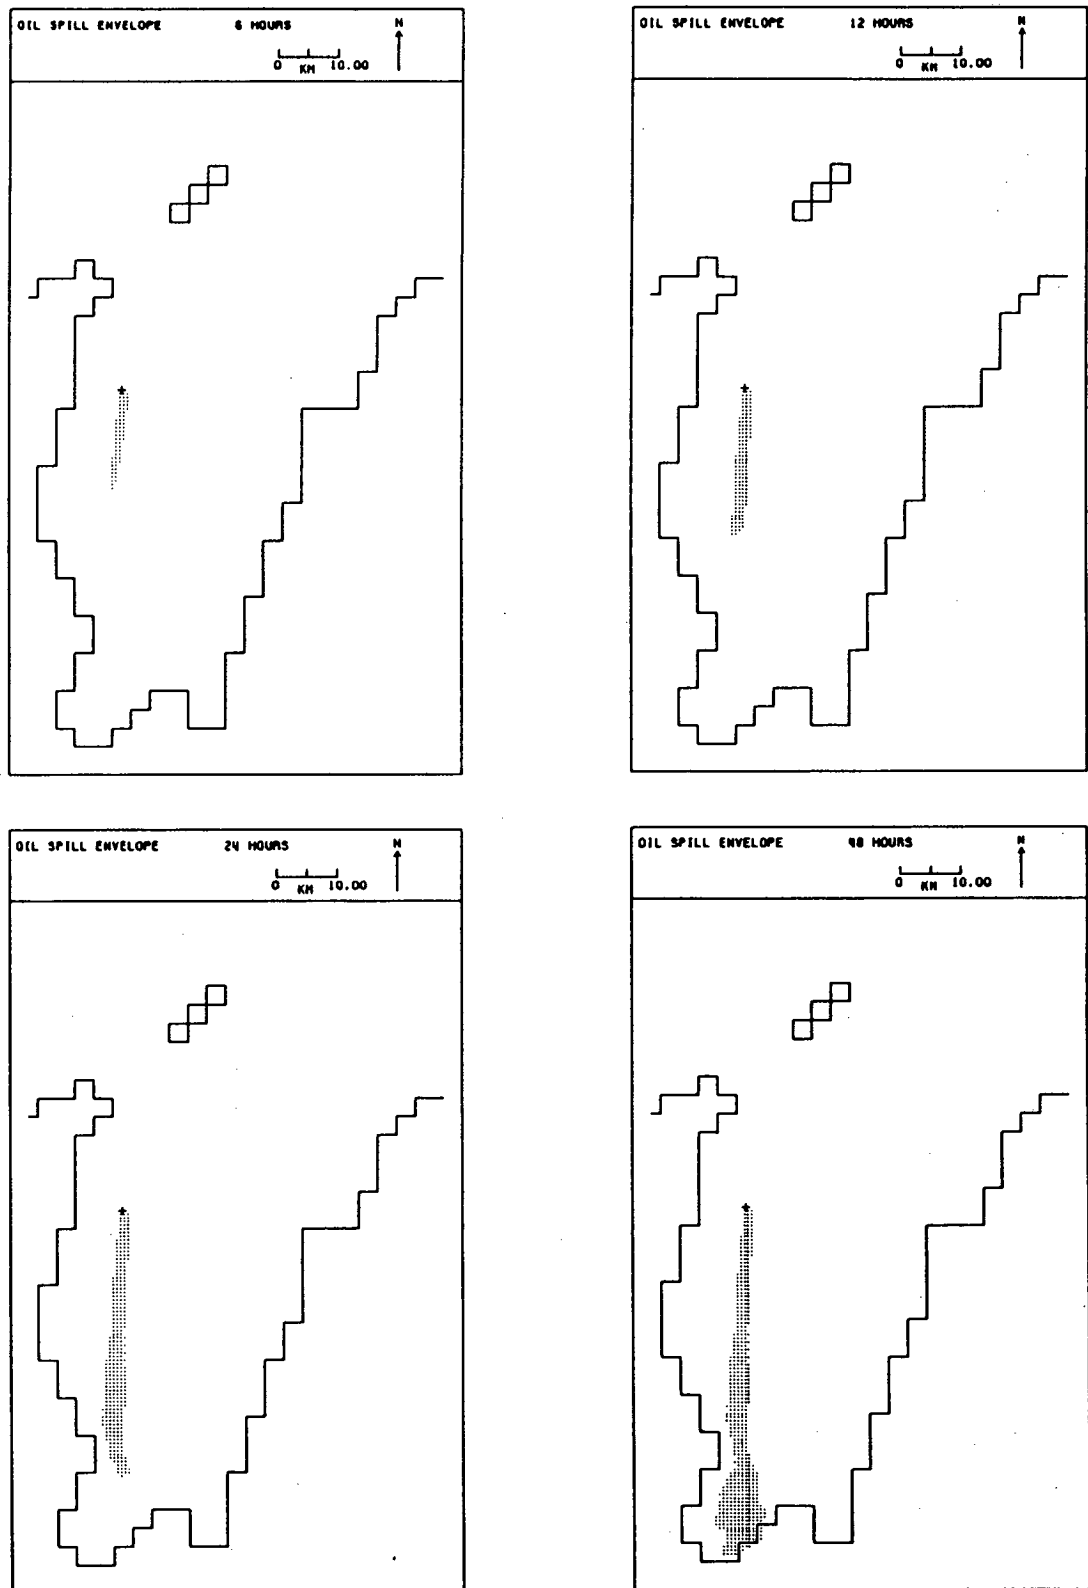 OIL SPILL ENVELOPE 6 HOURS N
0 KM 10.00
OIL SPILL ENVELOPE 12 HOURS N
0 KM 10.00
OIL SPILL ENVELOPE 24 HOURS N
0 KM 10.00
OIL SPILL ENVELOPE 48 HOURS N
0 KM 10.00